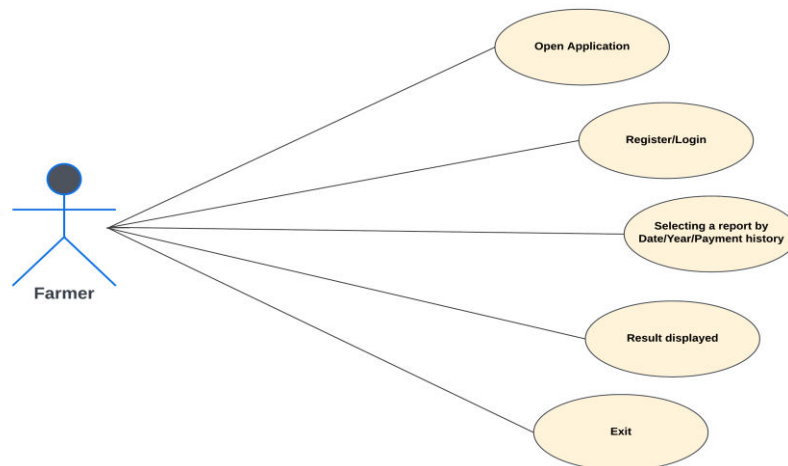 Open Application
Register/Login
Selecting a report by
Date/Year/Payment history
Farmer
Result displayed
Exit